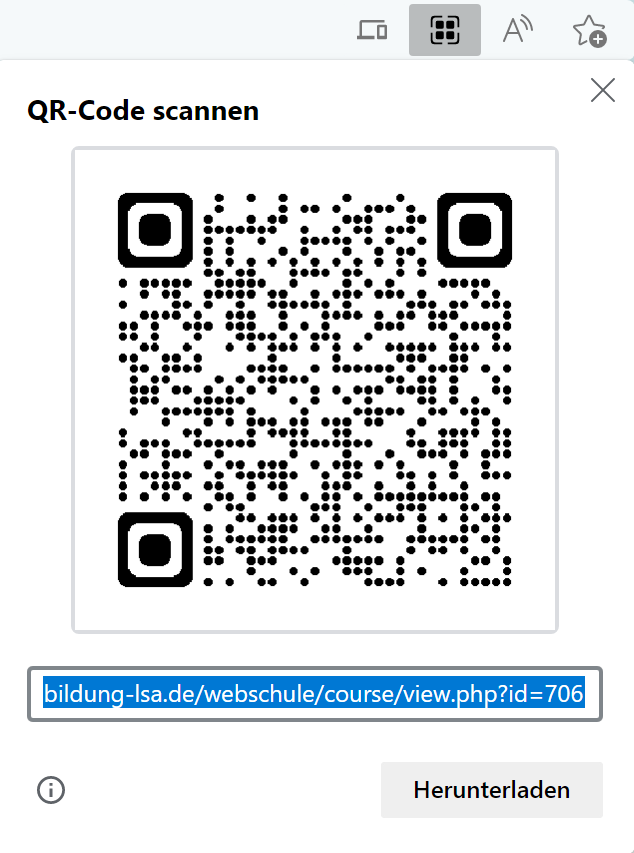 QR-Code scannen
bildung-lsa.de/webschule/course/view.php?id=706
Herunterladen